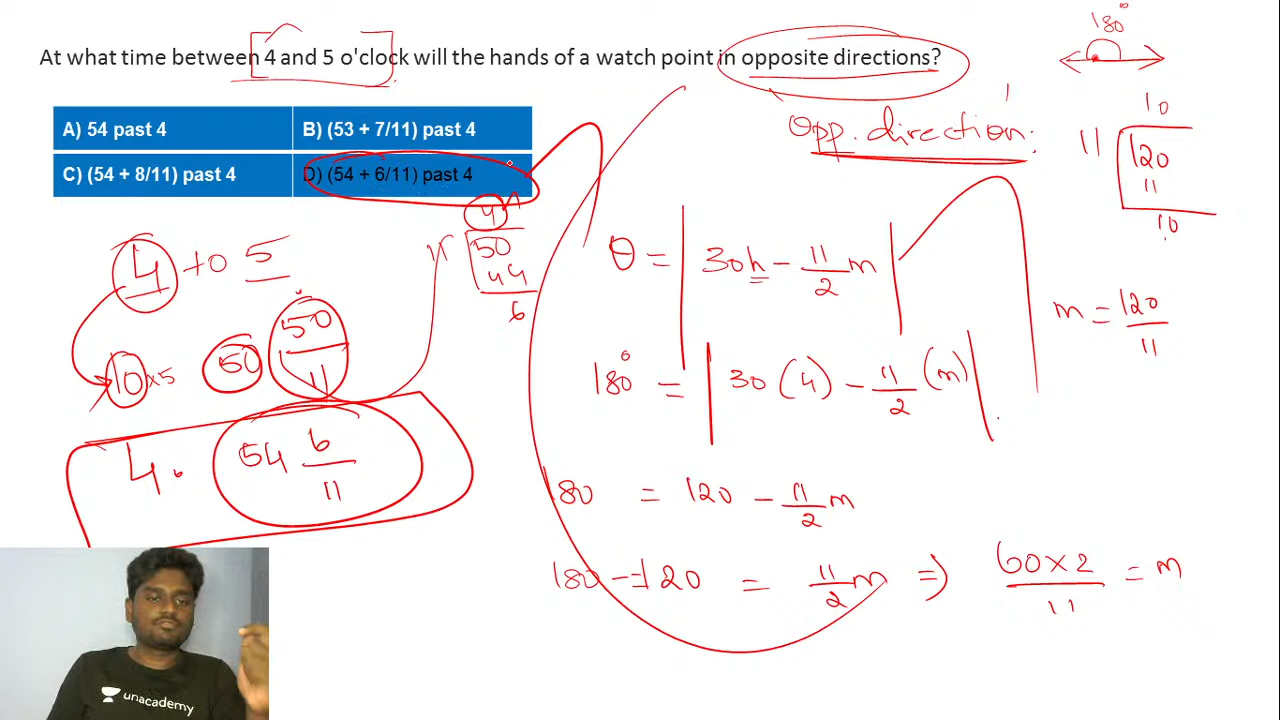 At what time between 4 and 5 o'clock will the hands of a watch point in opposite directions?
180°
A) 54 past 4
B) (53 + 7/11) past 4
C) (54 + 8/11) past 4
D) (54 + 6/11) past 4
Opp. direction:
10
11 120
11
10
4 to 5
4
11 50
44
6
10 x 5 50 50/11
4. 54 6/11
θ = | 30h - 11/2 m |
m = 120/11
180° = | 30 (4) - 11/2 (m) |
180 = 120 - 11/2 m
180 - 120 = 11/2 m ⇒ 60 × 2/11 = m
unacademy